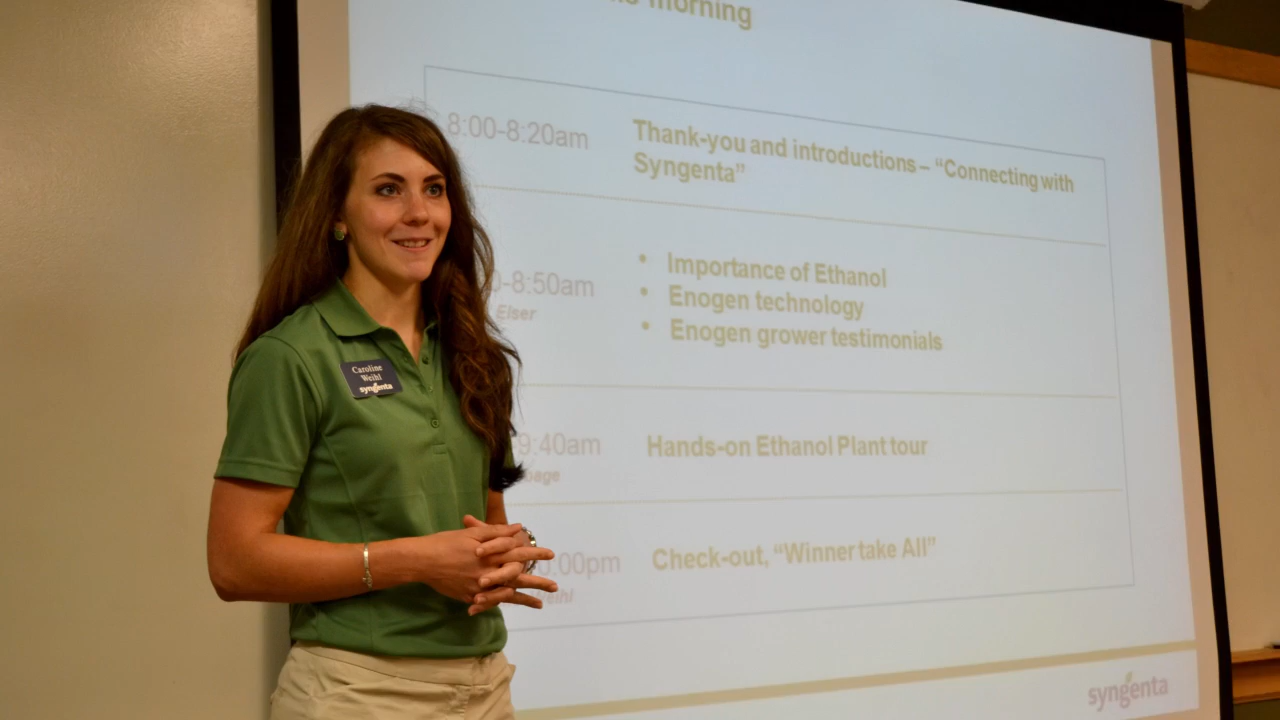 morning
8:00-8:20am
Thank-you and introductions – “Connecting with
Syngenta”
0-8:50am
Elser
• Importance of Ethanol
• Enogen technology
• Enogen grower testimonials
9:40am
Hands-on Ethanol Plant tour
:00pm
Weihl
Check-out, “Winner take All”
Caroline
Weihl
syngenta
syngenta